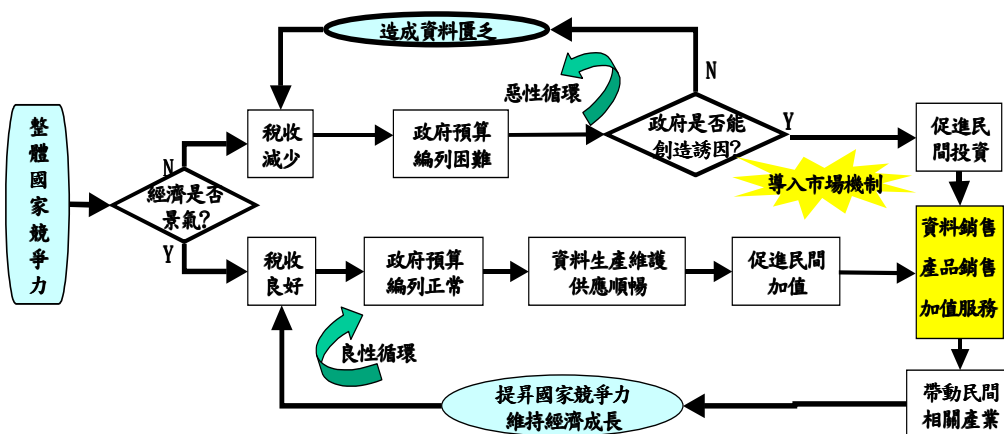 造成資料匱乏
N
惡性循環
整
體
國
家
競
爭
力
稅收
減少
政府預算
編列困難
政府是否能
創造誘因?
Y
促進民
間投資
N
經濟是否
景氣?
Y
導入市場機制
稅收
良好
政府預算
編列正常
資料生產維護
供應順暢
促進民間
加值
資料銷售
產品銷售
加值服務
良性循環
提昇國家競爭力
維持經濟成長
帶動民間
相關產業